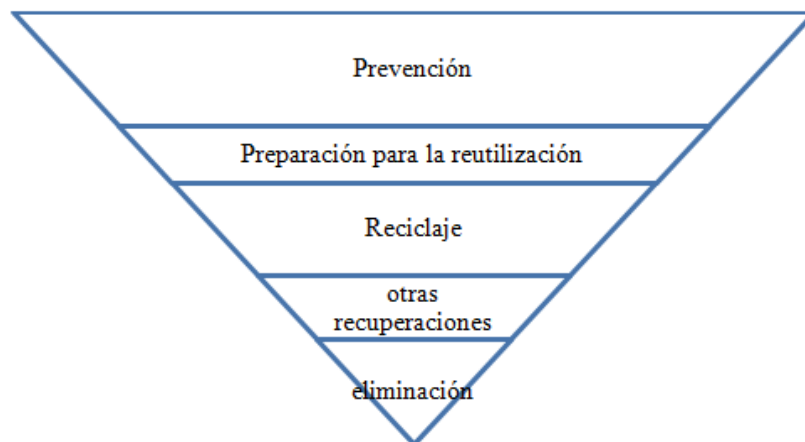 Prevención
Preparación para la reutilización
Reciclaje
otras
recuperaciones
eliminación